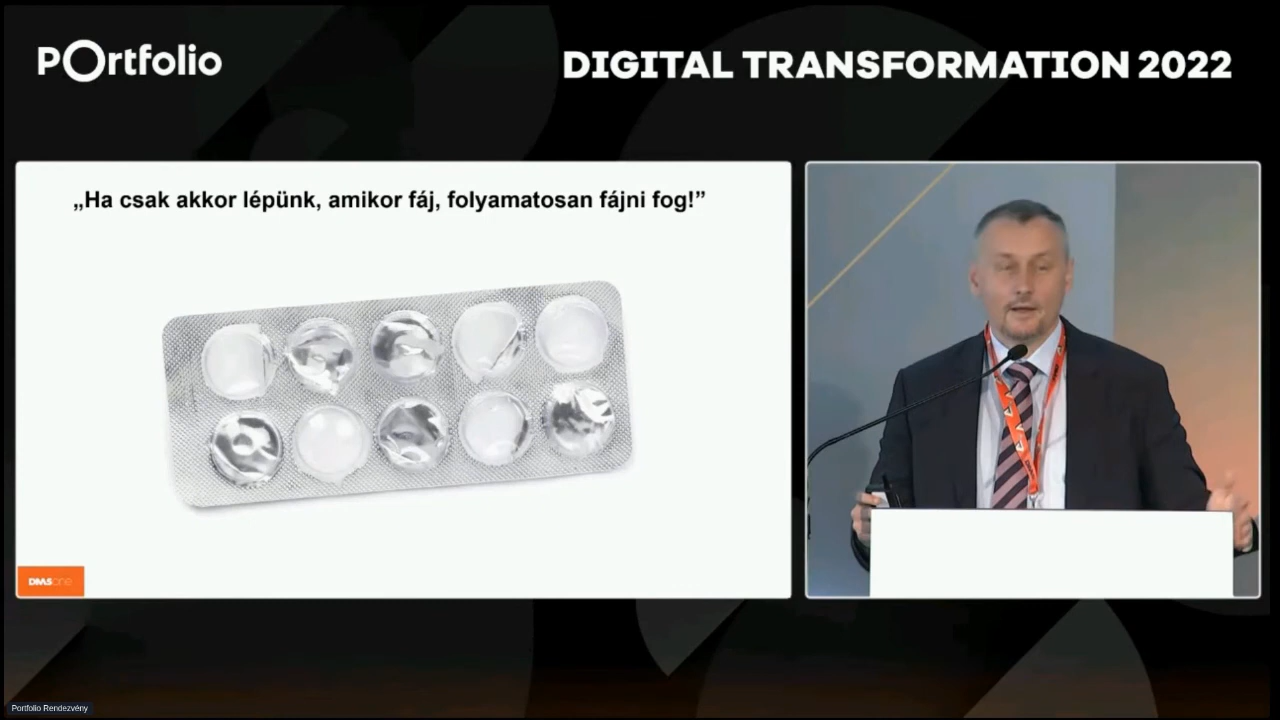 POrtfolio
DIGITAL TRANSFORMATION 2022
„Ha csak akkor lépünk, amikor fáj, folyamatosan fájni fog!”
DMSone
Portfolio Rendezvény